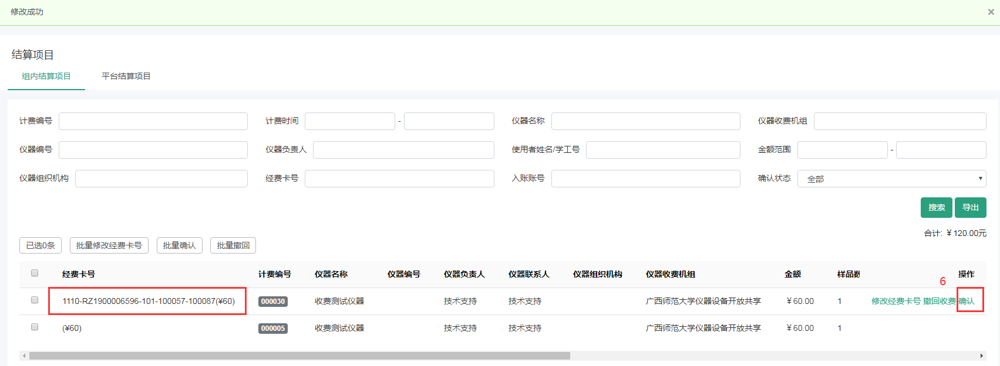 修改成功 ×
结算项目
组内结算项目 平台结算项目
计费编号 计费时间 - 仪器名称 仪器收费机组
仪器编号 仪器负责人 使用者姓名/学工号 金额范围 -
仪器组织机构 经费卡号 入账账号 确认状态 全部
搜索 导出
合计: ¥120.00元
已选0条 批量修改经费卡号 批量确认 批量撤回
经费卡号 计费编号 仪器名称 仪器编号 仪器负责人 仪器联系人 仪器组织机构 仪器收费机组 金额 样品数 操作
6
1110-RZ1900006596-101-100057-100087(¥60) 000030 收费测试仪器 技术支持 技术支持 广西师范大学仪器设备开放共享 ¥60.00 1 修改经费卡号 撤回收费 确认
(¥60) 000005 收费测试仪器 技术支持 技术支持 广西师范大学仪器设备开放共享 ¥60.00 1